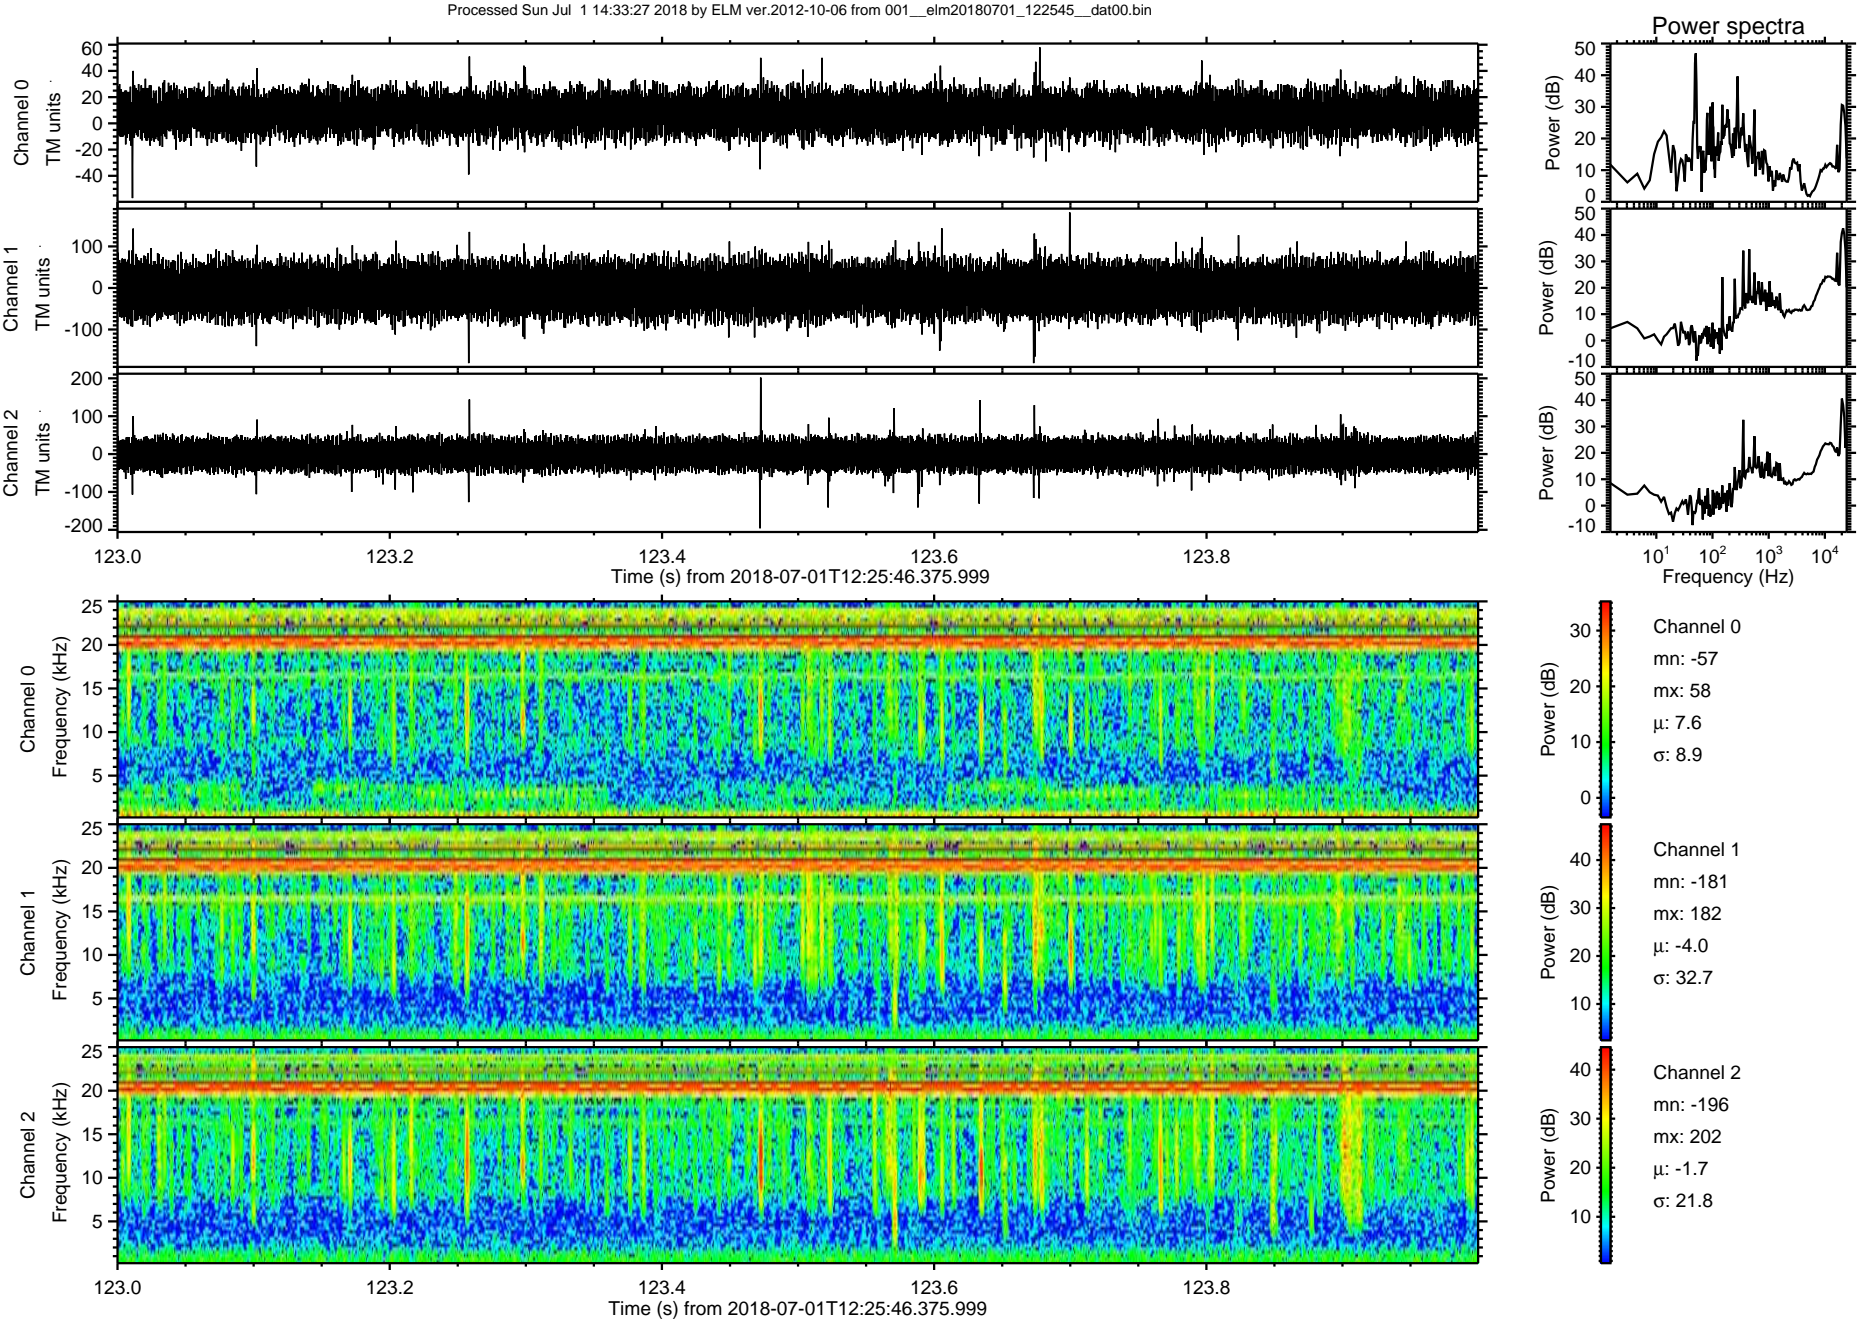 Processed Sun Jul  1 14:33:27 2018 by ELM ver.2012-10-06 from 001__elm20180701_122545__dat00.bin
Power spectra
Channel 0
TM units
60
40
20
0
-20
-40
Power (dB)
50
40
30
20
10
0
Channel 1
TM units
100
0
-100
Power (dB)
50
40
30
20
10
0
-10
Channel 2
TM units
200
100
0
-100
-200
Power (dB)
50
40
30
20
10
0
-10
123.0 123.2 123.4 123.6 123.8
Time (s) from 2018-07-01T12:25:46.375.999
10¹ 10² 10³ 10⁴
Frequency (Hz)
Channel 0
Frequency (kHz)
25
20
15
10
5
Power (dB)
30
20
10
0
Channel 0
mn: -57
mx: 58
µ: 7.6
σ: 8.9
Channel 1
Frequency (kHz)
25
20
15
10
5
Power (dB)
40
30
20
10
Channel 1
mn: -181
mx: 182
µ: -4.0
σ: 32.7
Channel 2
Frequency (kHz)
25
20
15
10
5
Power (dB)
40
30
20
10
Channel 2
mn: -196
mx: 202
µ: -1.7
σ: 21.8
123.0 123.2 123.4 123.6 123.8
Time (s) from 2018-07-01T12:25:46.375.999